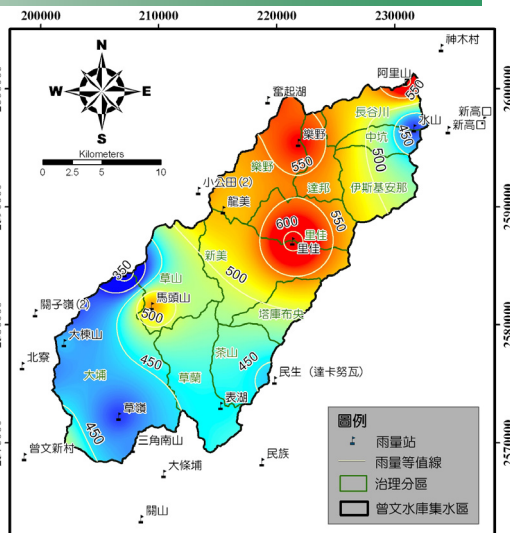 200000 210000 220000 230000
N
W E
S
Kilometers
0 2.5 5 10
神木村
阿里山
550
奮起湖
長谷川
水山
新高口
新高口
450
中坑
樂野
500
樂野
550
達邦
伊斯基安那
小公田(2)
龍美
550
600
里佳
里佳
新美
500
350
草山
馬頭山
500
塔庫布央
關子嶺(2)
大棟山
北寮
450
茶山
450
大埔
草蘭
民生 (達卡努瓦)
表湖
草嶺
450
曾文新村
三角南山
大條埔
民族
關山
2600000
2580000
2570000
圖例
雨量站
雨量等值線
治理分區
曾文水庫集水區